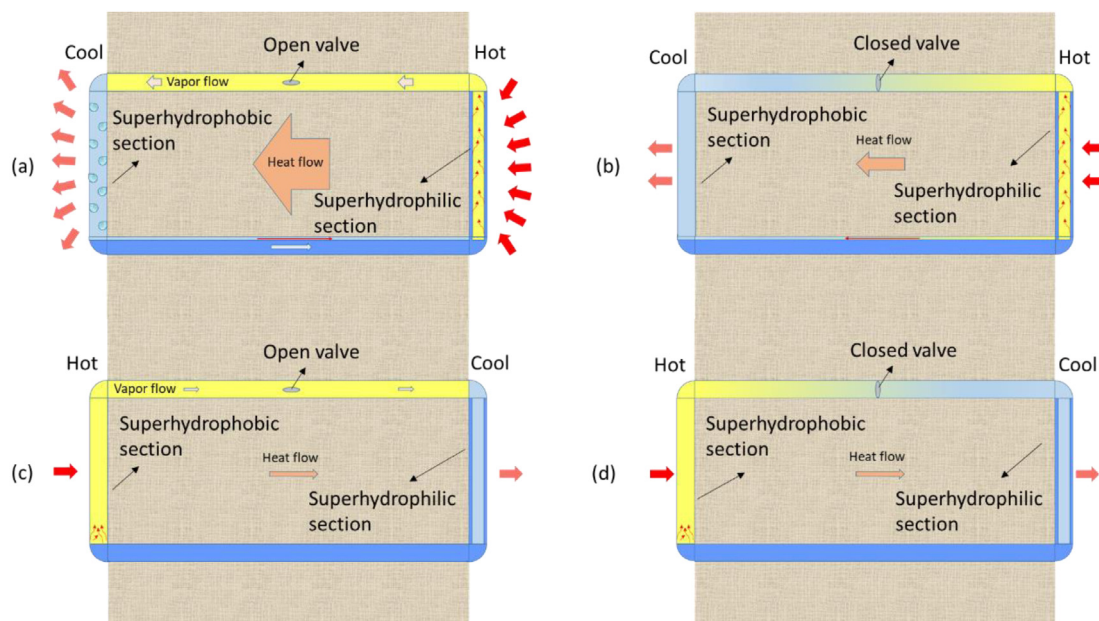 Cool
Open valve
Hot
Vapor flow
Superhydrophobic
section
(a)
Heat flow
Superhydrophilic
section
Cool
Closed valve
Hot
Superhydrophobic
section
(b)
Heat flow
Superhydrophilic
section
Hot
Open valve
Cool
Vapor flow
Superhydrophobic
section
(c)
Heat flow
Superhydrophilic
section
Hot
Closed valve
Cool
Superhydrophobic
section
(d)
Heat flow
Superhydrophilic
section